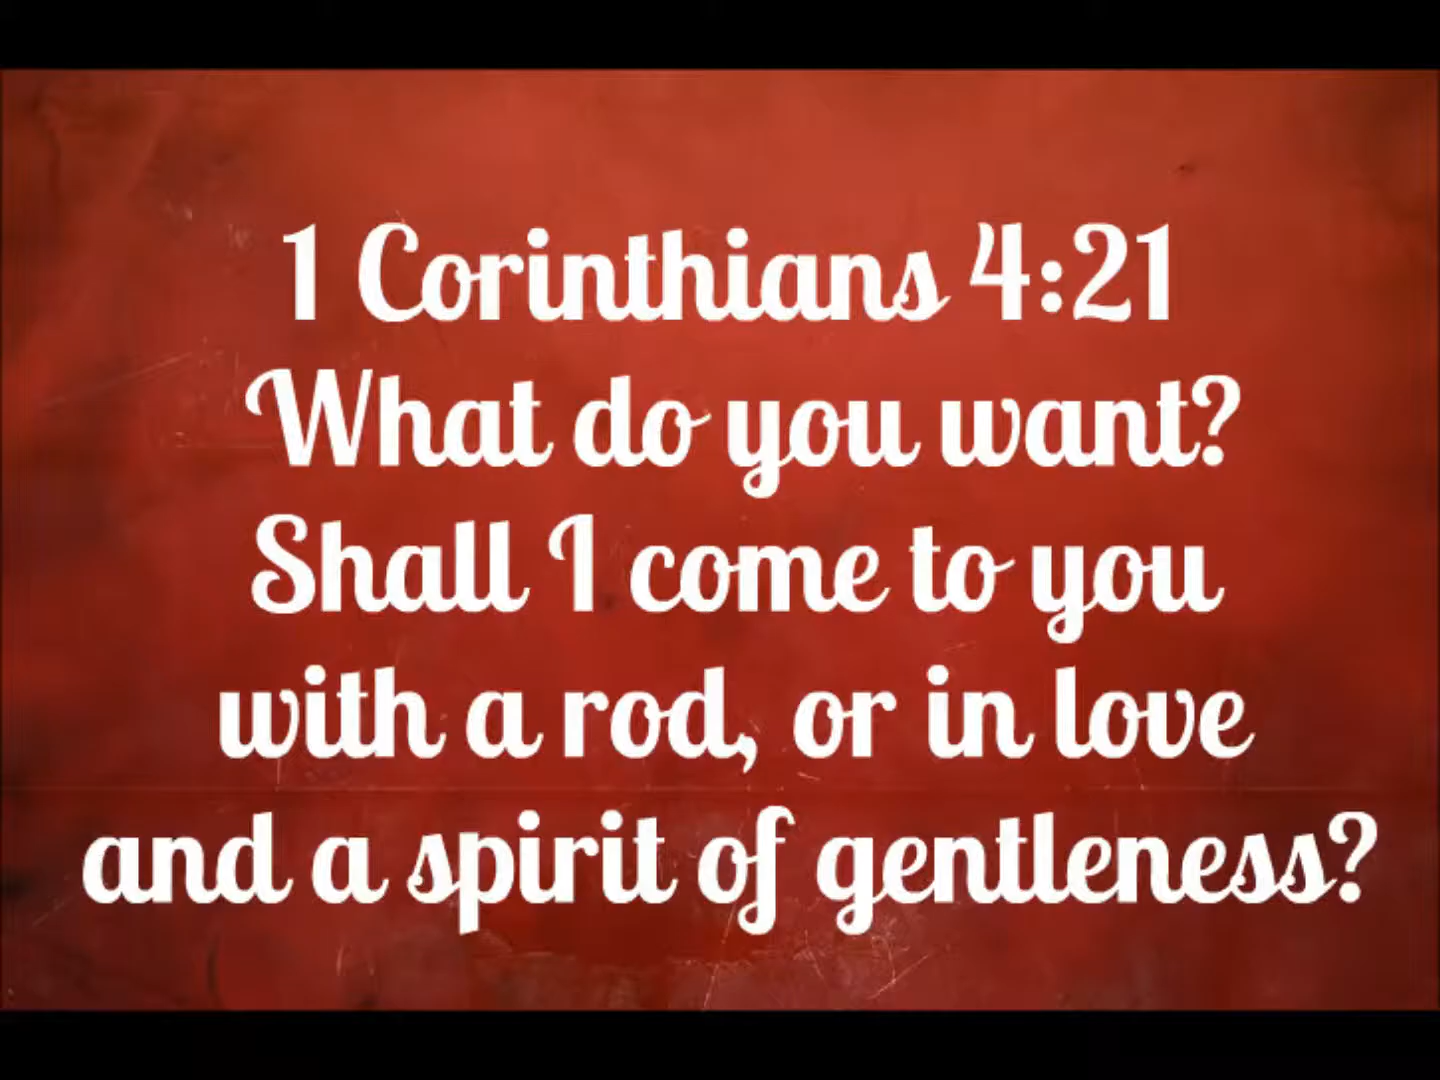 1 Corinthians 4:21
What do you want?
Shall I come to you
with a rod, or in love
and a spirit of gentleness?